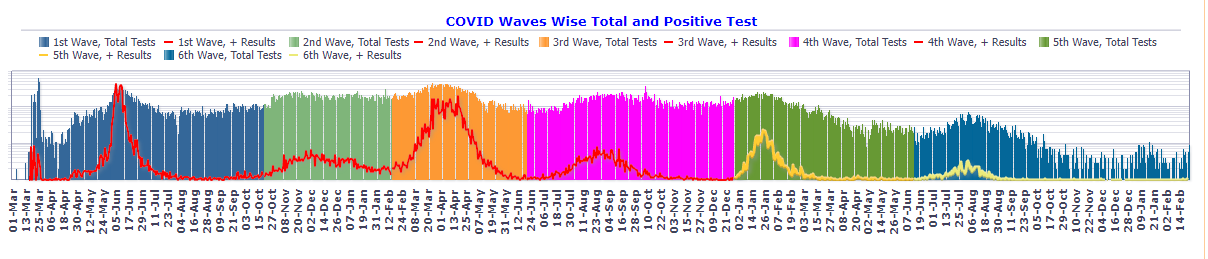 COVID Waves Wise Total and Positive Test
1st Wave, Total Tests 1st Wave, + Results 2nd Wave, Total Tests 2nd Wave, + Results 3rd Wave, Total Tests 3rd Wave, + Results 4th Wave, Total Tests 4th Wave, + Results 5th Wave, Total Tests
5th Wave, + Results 6th Wave, Total Tests 6th Wave, + Results
01-Mar
13-Mar
25-Mar
06-Apr
18-Apr
30-Apr
12-May
24-May
05-Jun
17-Jun
29-Jun
11-Jul
23-Jul
04-Aug
16-Aug
28-Aug
09-Sep
21-Sep
03-Oct
15-Oct
27-Oct
08-Nov
20-Nov
02-Dec
14-Dec
26-Dec
07-Jan
19-Jan
31-Jan
12-Feb
24-Feb
08-Mar
20-Mar
01-Apr
13-Apr
25-Apr
07-May
19-May
31-May
12-Jun
24-Jun
06-Jul
18-Jul
30-Jul
11-Aug
23-Aug
04-Sep
16-Sep
28-Sep
10-Oct
22-Oct
03-Nov
15-Nov
27-Nov
09-Dec
21-Dec
02-Jan
14-Jan
26-Jan
07-Feb
19-Feb
03-Mar
15-Mar
27-Mar
08-Apr
20-Apr
02-May
14-May
26-May
07-Jun
19-Jun
01-Jul
13-Jul
25-Jul
06-Aug
18-Aug
30-Aug
11-Sep
23-Sep
05-Oct
17-Oct
29-Oct
10-Nov
22-Nov
04-Dec
16-Dec
28-Dec
09-Jan
21-Jan
02-Feb
14-Feb